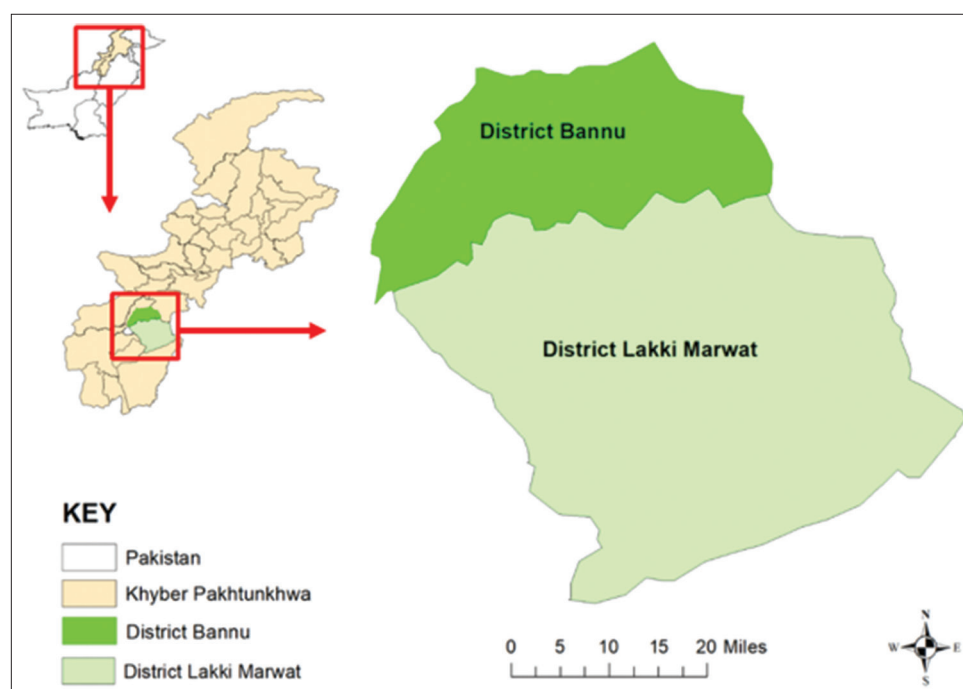 District Bannu
District Lakki Marwat
KEY
Pakistan
Khyber Pakhtunkhwa
District Bannu
District Lakki Marwat
0 5 10 15 20 Miles
N
W E
S